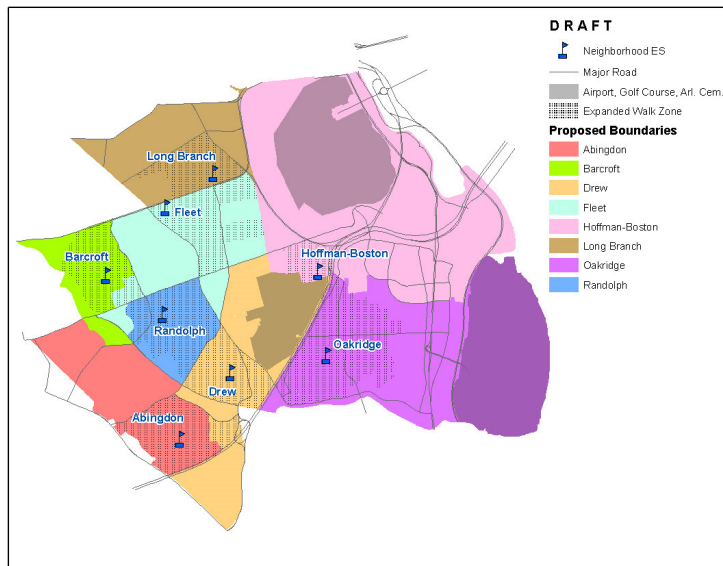 DRAFT
Neighborhood ES
Major Road
Airport, Golf Course, Arl. Cem.
Expanded Walk Zone
Proposed Boundaries
Abingdon
Barcroft
Drew
Fleet
Hoffman-Boston
Long Branch
Oakridge
Randolph
Long Branch
Fleet
Barcroft
Hoffman-Boston
Randolph
Oakridge
Drew
Abingdon